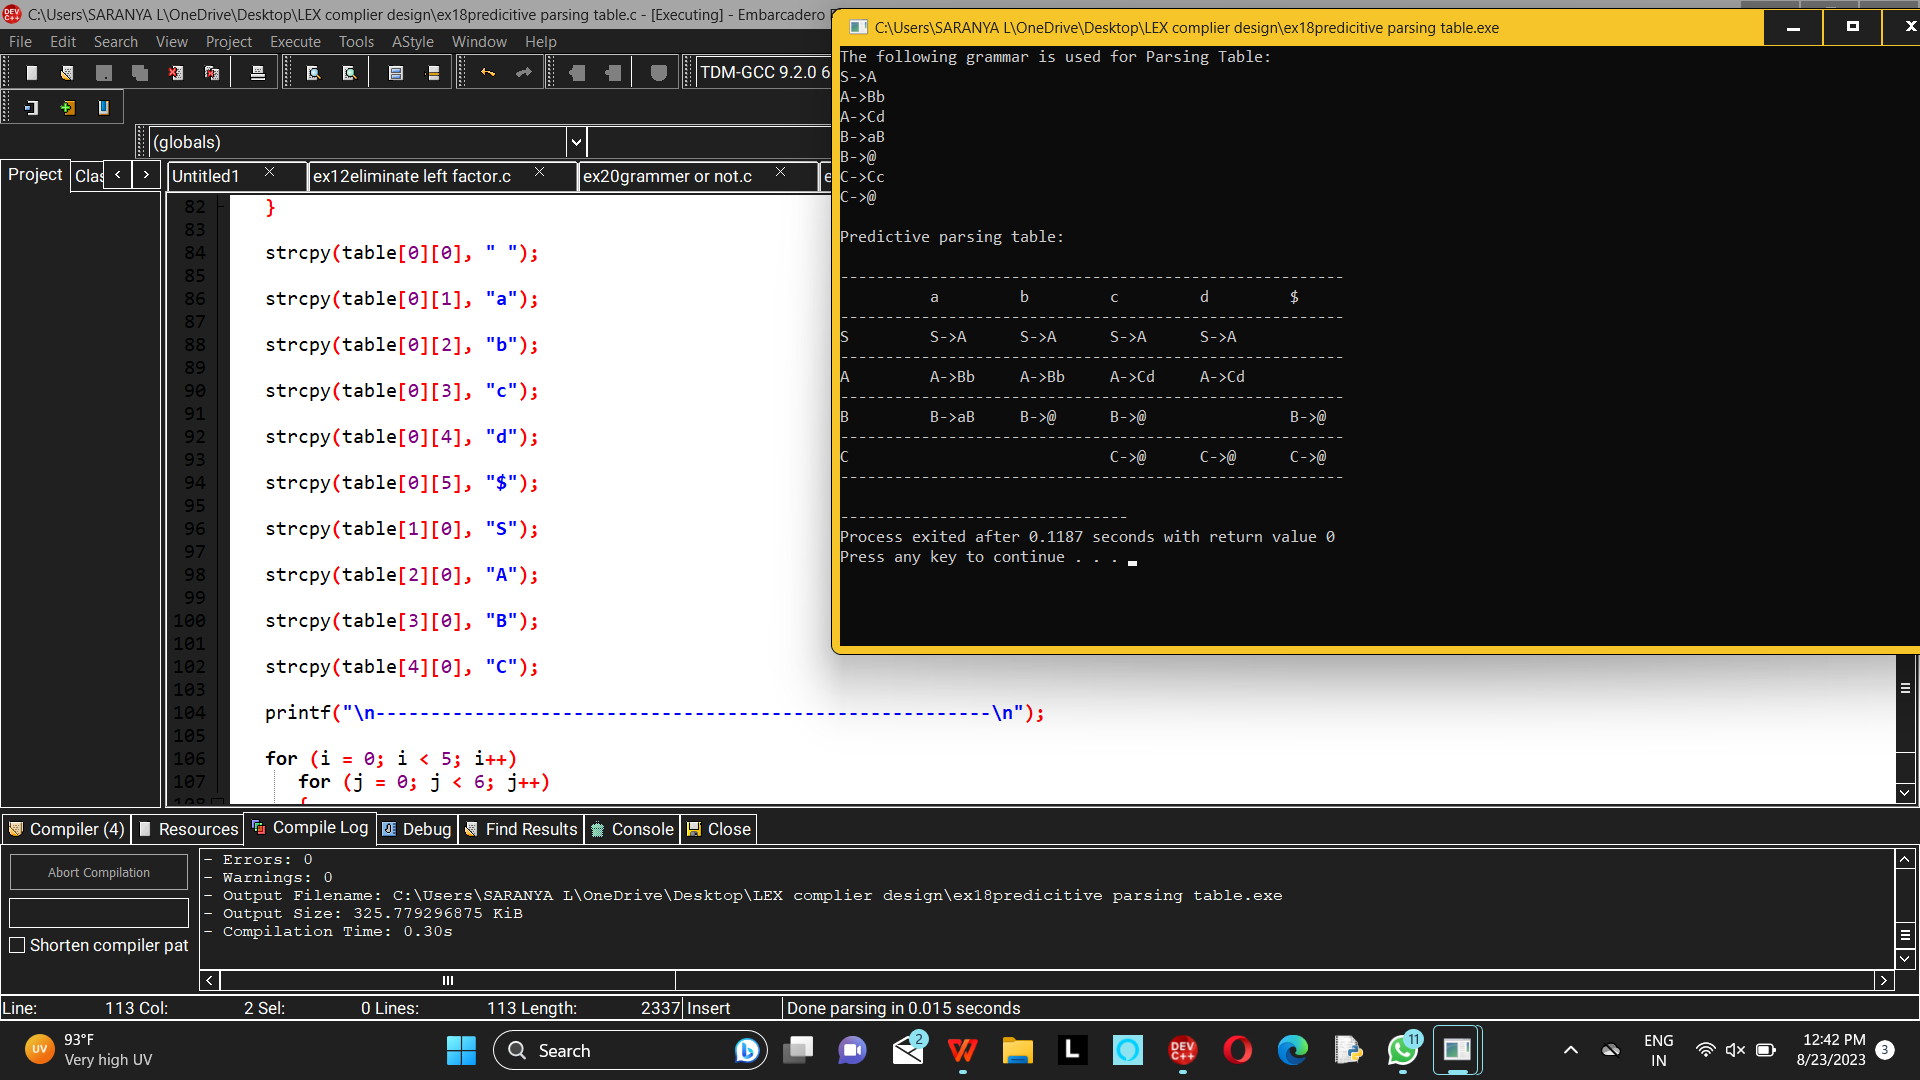 C:\Users\SARANYA L\OneDrive\Desktop\LEX complier design\ex18predicitive parsing table.c - [Executing] - Embarcadero
File Edit Search View Project Execute Tools AStyle Window Help
TDM-GCC 9.2.0 6
(globals)
Project Clas
Untitled1 ex12eliminate left factor.c ex20grammer or not.c
82 }
83
84 strcpy(table[0][0], " ");
85
86 strcpy(table[0][1], "a");
87
88 strcpy(table[0][2], "b");
89
90 strcpy(table[0][3], "c");
91
92 strcpy(table[0][4], "d");
93
94 strcpy(table[0][5], "$");
95
96 strcpy(table[1][0], "S");
97
98 strcpy(table[2][0], "A");
99
100 strcpy(table[3][0], "B");
101
102 strcpy(table[4][0], "C");
103
104 printf("\n--------------------------------------------------------\n");
105
106 for (i = 0; i < 5; i++)
107 for (j = 0; j < 6; j++)
108 {
C:\Users\SARANYA L\OneDrive\Desktop\LEX complier design\ex18predicitive parsing table.exe
The following grammar is used for Parsing Table:
S->A
A->Bb
A->Cd
B->aB
B->@
C->Cc
C->@
Predictive parsing table:
--------------------------------------------------------
a b c d $
--------------------------------------------------------
S S->A S->A S->A S->A
--------------------------------------------------------
A A->Bb A->Bb A->Cd A->Cd
--------------------------------------------------------
B B->aB B->@ B->@ B->@
--------------------------------------------------------
C C->@ C->@ C->@
--------------------------------------------------------
--------------------------------
Process exited after 0.1187 seconds with return value 0
Press any key to continue . . .
Compiler (4) Resources Compile Log Debug Find Results Console Close
Abort Compilation
Shorten compiler pat
- Errors: 0
- Warnings: 0
- Output Filename: C:\Users\SARANYA L\OneDrive\Desktop\LEX complier design\ex18predicitive parsing table.exe
- Output Size: 325.779296875 KiB
- Compilation Time: 0.30s
Line: 113 Col: 2 Sel: 0 Lines: 113 Length: 2337 Insert Done parsing in 0.015 seconds
UV 93°F
Very high UV
Search
2
L
DEV C++
11
ENG
IN
12:42 PM
8/23/2023
3